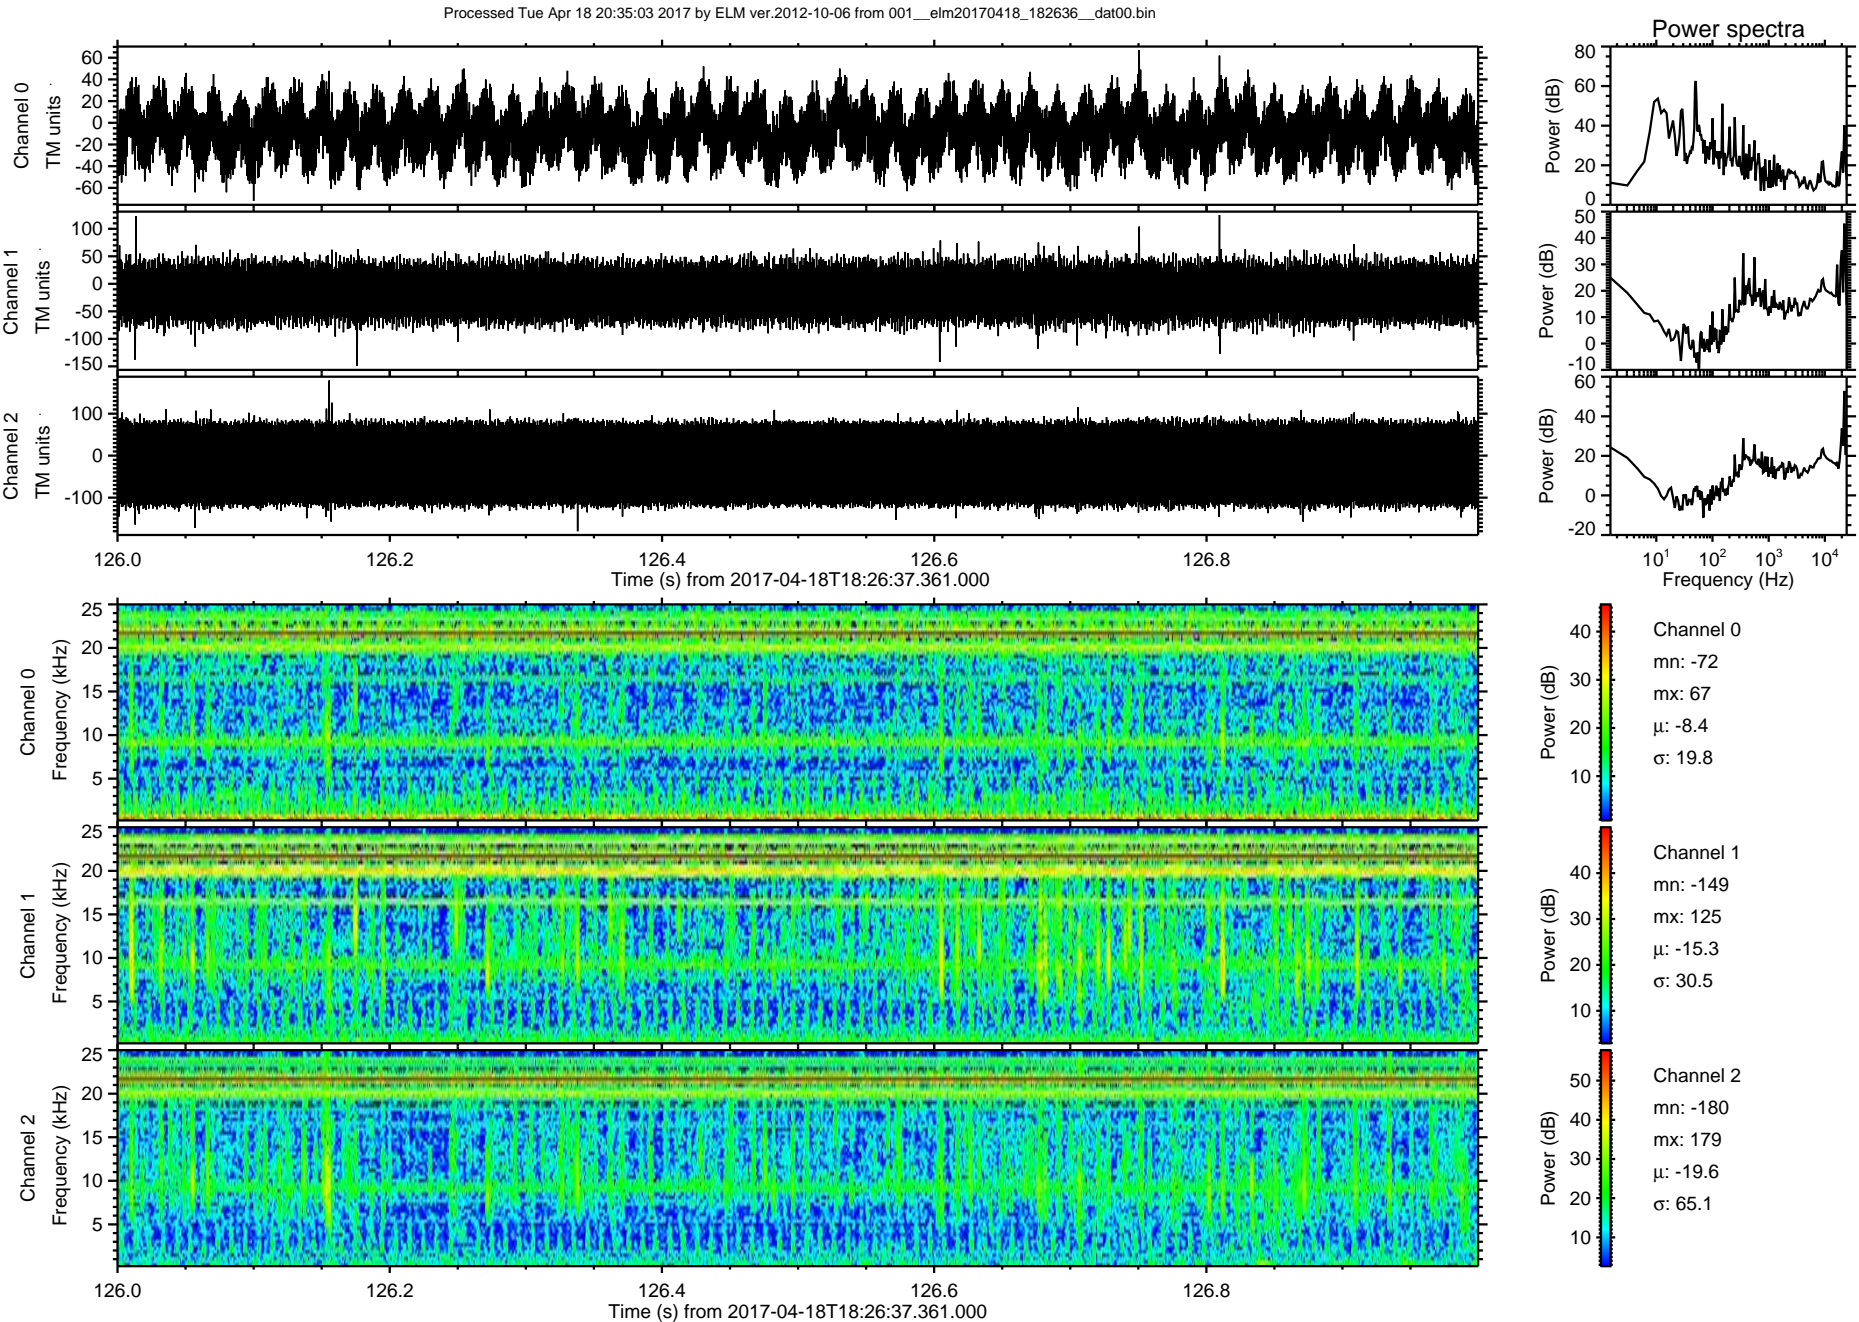 Processed Tue Apr 18 20:35:03 2017 by ELM ver.2012-10-06 from 001__elm20170418_182636__dat00.bin
Power spectra
Channel 0
TM units
60
40
20
0
-20
-40
-60
Power (dB)
80
60
40
20
0
Channel 1
TM units
100
50
0
-50
-100
-150
Power (dB)
50
40
30
20
10
0
-10
Channel 2
TM units
100
0
-100
Power (dB)
60
40
20
0
-20
126.0 126.2 126.4 126.6 126.8
Time (s) from 2017-04-18T18:26:37.361.000
10^1 10^2 10^3 10^4
Frequency (Hz)
Channel 0
Frequency (kHz)
25
20
15
10
5
Power (dB)
40
30
20
10
Channel 0
mn: -72
mx: 67
μ: -8.4
σ: 19.8
Channel 1
Frequency (kHz)
25
20
15
10
5
Power (dB)
40
30
20
10
Channel 1
mn: -149
mx: 125
μ: -15.3
σ: 30.5
Channel 2
Frequency (kHz)
25
20
15
10
5
Power (dB)
50
40
30
20
10
Channel 2
mn: -180
mx: 179
μ: -19.6
σ: 65.1
126.0 126.2 126.4 126.6 126.8
Time (s) from 2017-04-18T18:26:37.361.000